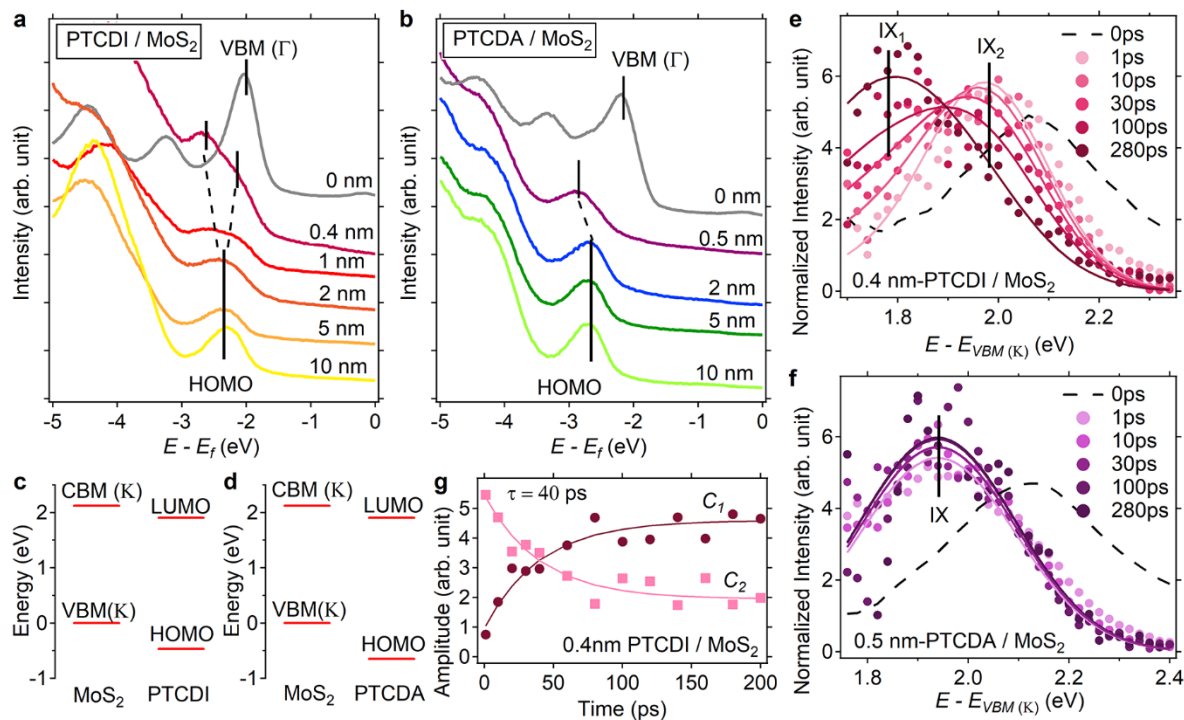 a
PTCDI / MoS2
VBM (Γ)
0 nm
0.4 nm
1 nm
2 nm
5 nm
10 nm
HOMO
Intensity (arb. unit)
-5 -4 -3 -2 -1 0
E - Ef (eV)
b
PTCDA / MoS2
VBM (Γ)
0 nm
0.5 nm
2 nm
5 nm
10 nm
HOMO
Intensity (arb. unit)
-5 -4 -3 -2 -1 0
E - Ef (eV)
c
CBM (K)
LUMO
VBM(K)
HOMO
Energy (eV)
2
1
0
-1
MoS2 PTCDI
d
CBM (K)
LUMO
VBM(K)
HOMO
Energy (eV)
2
1
0
-1
MoS2 PTCDA
e
IX1
IX2
0ps
1ps
10ps
30ps
100ps
280ps
Normalized Intensity (arb. unit)
6
4
2
0
0.4 nm-PTCDI / MoS2
1.8 2.0 2.2
E - EVBM (K) (eV)
f
0ps
1ps
10ps
30ps
100ps
280ps
IX
Normalized Intensity (arb. unit)
6
4
2
0
0.5 nm-PTCDA / MoS2
1.8 2.0 2.2 2.4
E - EVBM (K) (eV)
g
τ = 40 ps
C1
C2
Amplitude (arb. unit)
5
4
3
2
1
0
0.4nm PTCDI / MoS2
0 40 80 120 160 200
Time (ps)